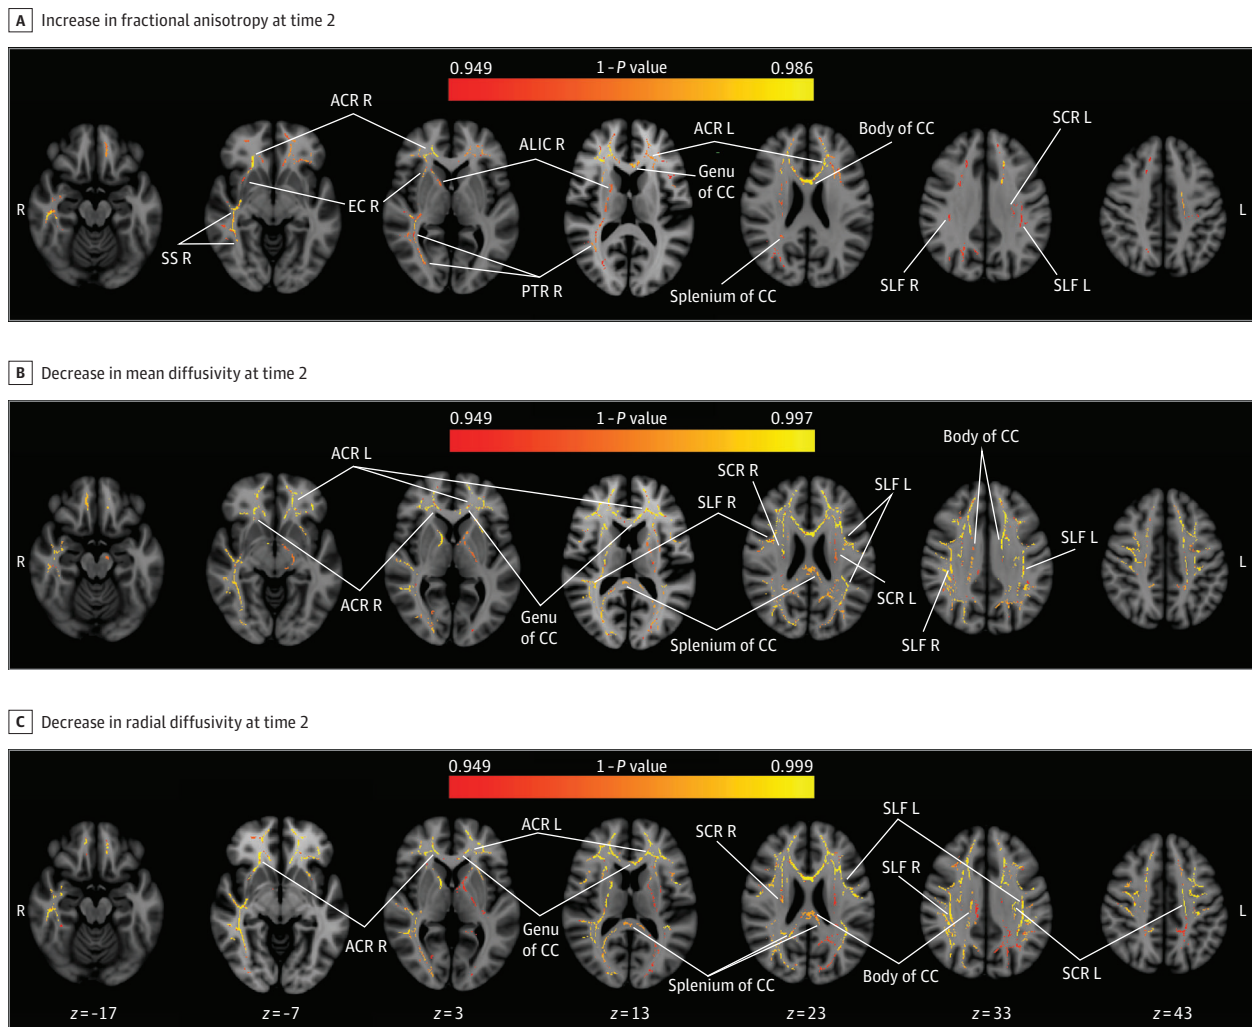 A Increase in fractional anisotropy at time 2
0.949 1 - P value 0.986
ACR R
ALIC R
ACR L
Body of CC
SCR L
Genu
of CC
R
EC R
L
SS R
PTR R
Splenium of CC
SLF R
SLF L
B Decrease in mean diffusivity at time 2
0.949 1 - P value 0.997
Body of CC
ACR L
SCR R
SLF L
SLF R
SLF L
R
L
ACR R
Genu
of CC
SCR L
Splenium of CC
SLF R
C Decrease in radial diffusivity at time 2
0.949 1 - P value 0.999
SLF L
ACR L
SCR R
SLF R
R
L
ACR R
Genu
of CC
Splenium of CC
Body of CC
SCR L
z = -17 z = -7 z = 3 z = 13 z = 23 z = 33 z = 43